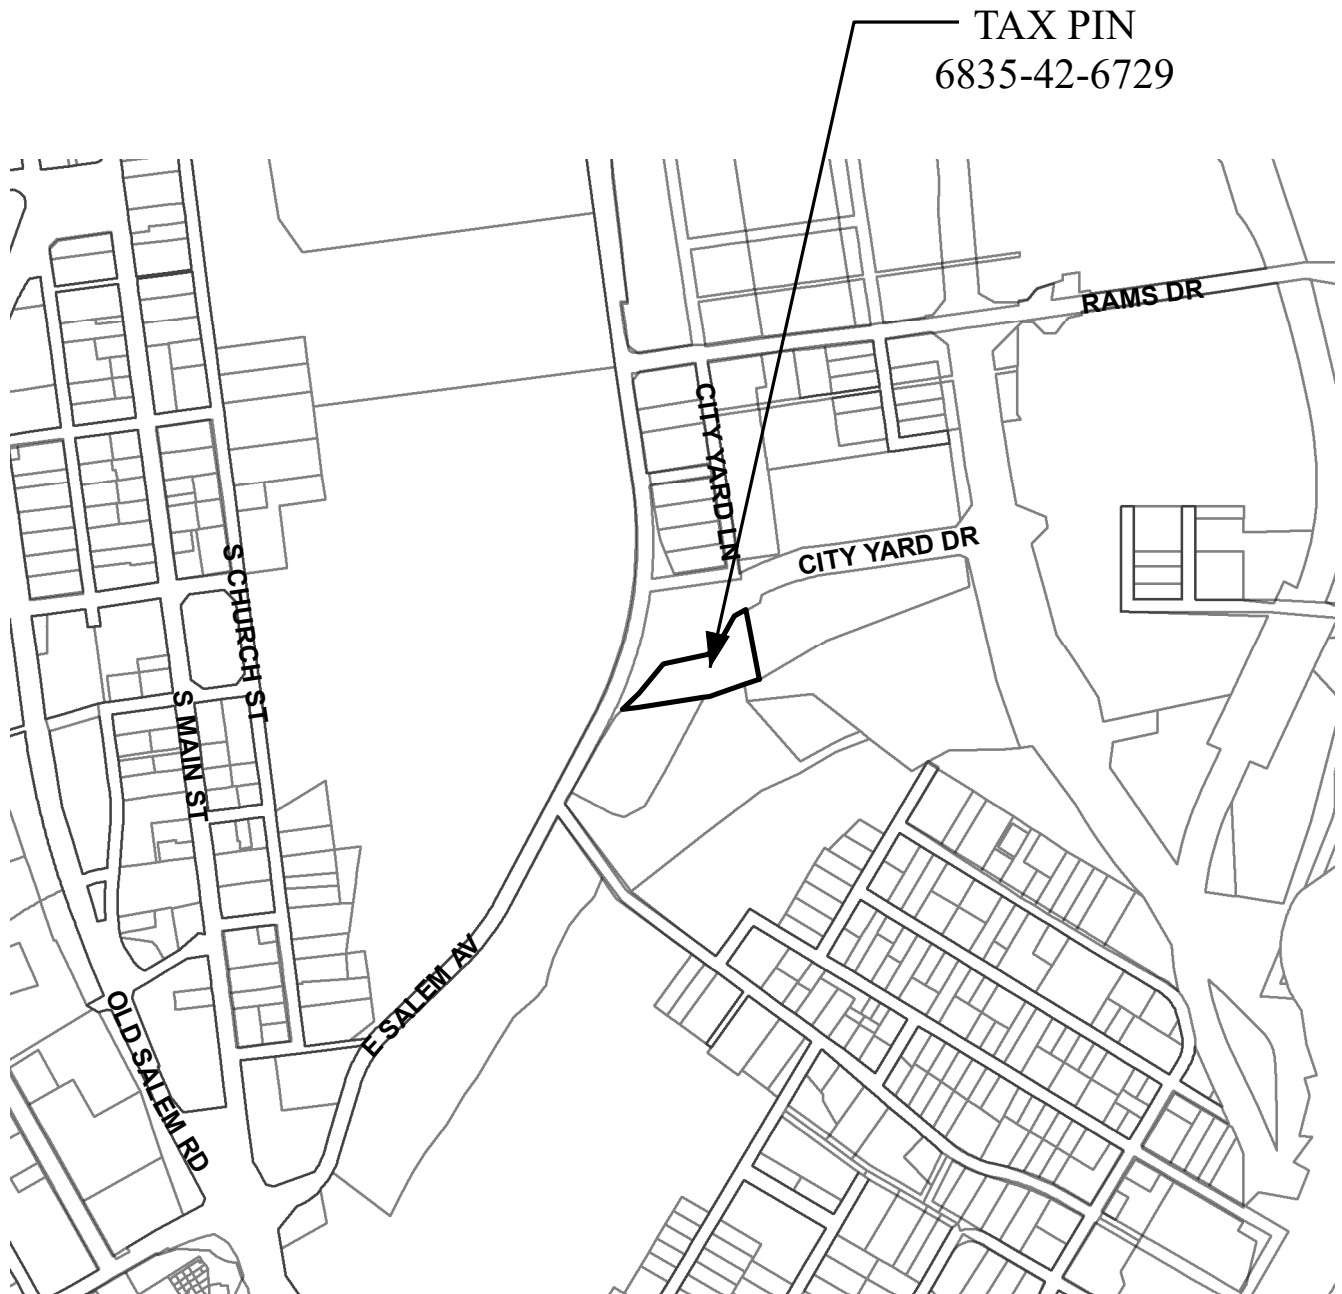 TAX PIN
6835-42-6729
RAMS DR
CITY YARD LN
CITY YARD DR
S CHURCH ST
S MAIN ST
E SALEM AV
OLD SALEM RD